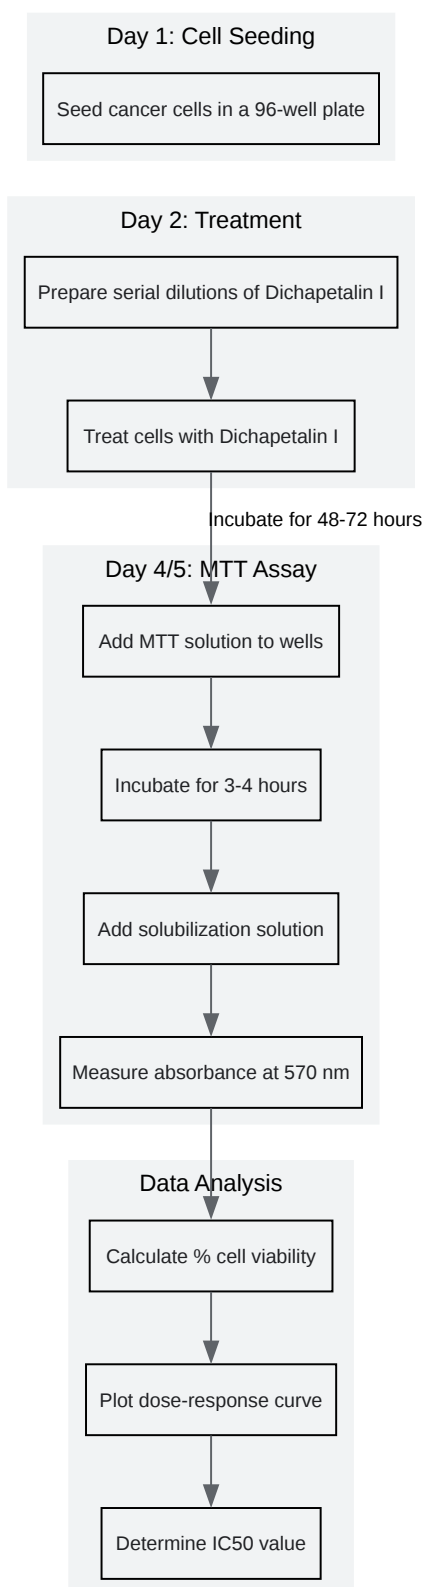 Day 1: Cell Seeding
Seed cancer cells in a 96-well plate
Day 2: Treatment
Prepare serial dilutions of Dichapetalin I
Treat cells with Dichapetalin I
Incubate for 48-72 hours
Day 4/5: MTT Assay
Add MTT solution to wells
Incubate for 3-4 hours
Add solubilization solution
Measure absorbance at 570 nm
Data Analysis
Calculate % cell viability
Plot dose-response curve
Determine IC50 value